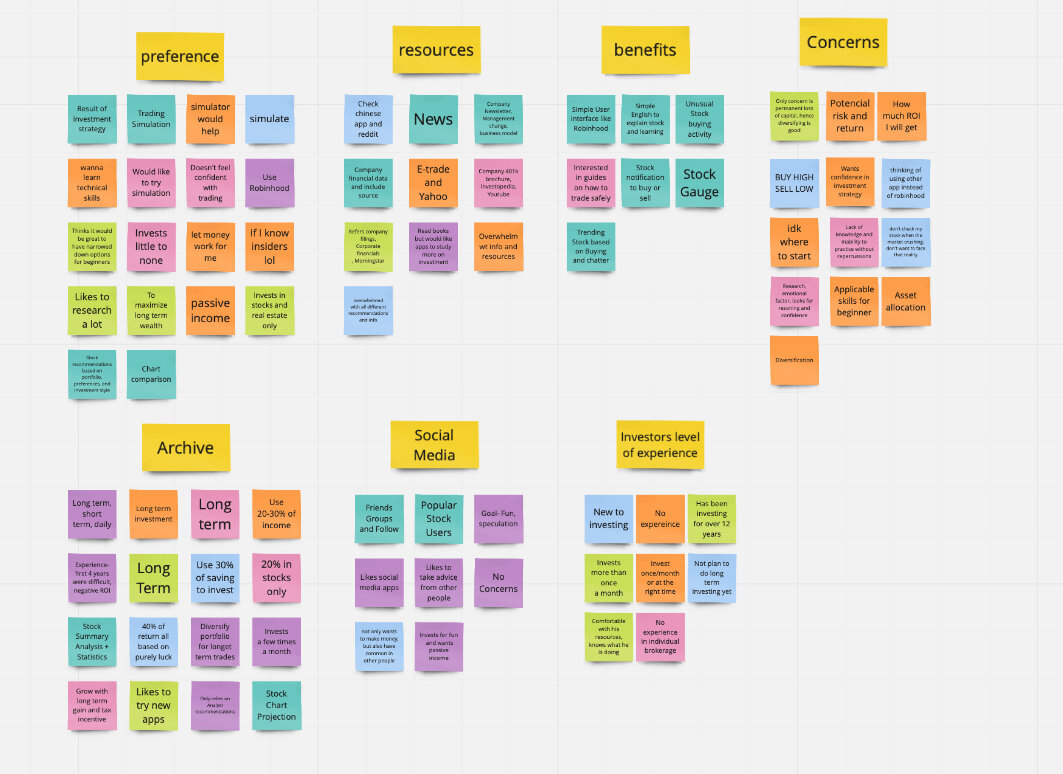 preference
resources
benefits
Concerns
Result of
investment
strategy
Trading
Simulation
simulator
would
help
simulate
wanna
learn
technical
skills
Would like
to try
simulation
Doesn't feel
confident
with
trading
Use
Robinhood
Thinks it would
be great to
have narrowed
down options
for beginners
Invests
little to
none
let money
work for
me
If I know
insiders
lol
Likes to
research
a lot
To
maximize
long term
wealth
passive
income
Invests in
stocks and
real estate
only
Stock
recommendations
based on
portfolio,
preferences, and
investment style
Chart
comparison
Check
chinese
app and
reddit
News
Company
Newsletter,
Management
change,
business model
Company
financial data
and include
source
E-trade
and
Yahoo
Company 401k
brochure,
Investopedia,
Youtube
Refers company
filings,
Corporate
financials
, Morningstar
Read books
but would like
apps to study
more on
investment
Overwhelm
wt info and
resources
overwhelmed
with all different
recommendations
and info
Simple User
Interface like
Robinhood
Simple
English to
explain stock
and learning
Unusual
Stock
buying
activity
Interested
in guides
on how to
trade safely
Stock
notification
to buy or
sell
Stock
Gauge
Trending
Stock based
on Buying
and chatter
Only concern is
permanent loss
of capital, hence
diversifying is
good
Potencial
risk and
return
How
much ROI
I will get
BUY HIGH
SELL LOW
Wants
confidence in
investment
strategy
thinking of
using other
app instead
of robinhood
idk
where
to start
Lack of
knowledge and
inability to
practice without
repercussions
don't check my
stock when the
market crushing,
don't want to face
that reality
Research,
emotional
factor, looks for
resoning and
confidence
Applicable
skills for
beginner
Asset
allocation
Diversification
Archive
Social
Media
Investors level
of experience
Long term,
short
term, daily
Long term
investment
Long
term
Use
20-30% of
income
Experience-
first 4 years
were difficult,
negative ROI
Long
Term
Use 30%
of saving
to invest
20% in
stocks
only
Stock
Summary
Analysis +
Statistics
40% of
return all
based on
purely luck
Diversify
portfolio
for longet
term trades
Invests
a few times
a month
Grow with
long term
gain and tax
incentive
Likes to
try new
apps
Only relies on
Analyst
recommendations
Stock
Chart
Projection
Friends
Groups
and Follow
Popular
Stock
Users
Goal- Fun,
speculation
Likes social
media apps
Likes to
take advice
from other
people
No
Concerns
not only wants
to make money,
but also have
common in
other people
Invests for fun
and wants
passive
income
New to
investing
No
expereince
Has been
investing
for over 12
years
Invests
more than
once
a month
Invest
once/month
or at the
right time
Not plan to
do long
term
investing yet
Comfortable
with his
resources,
knows what he
is doing
No
experience
in individual
brokerage